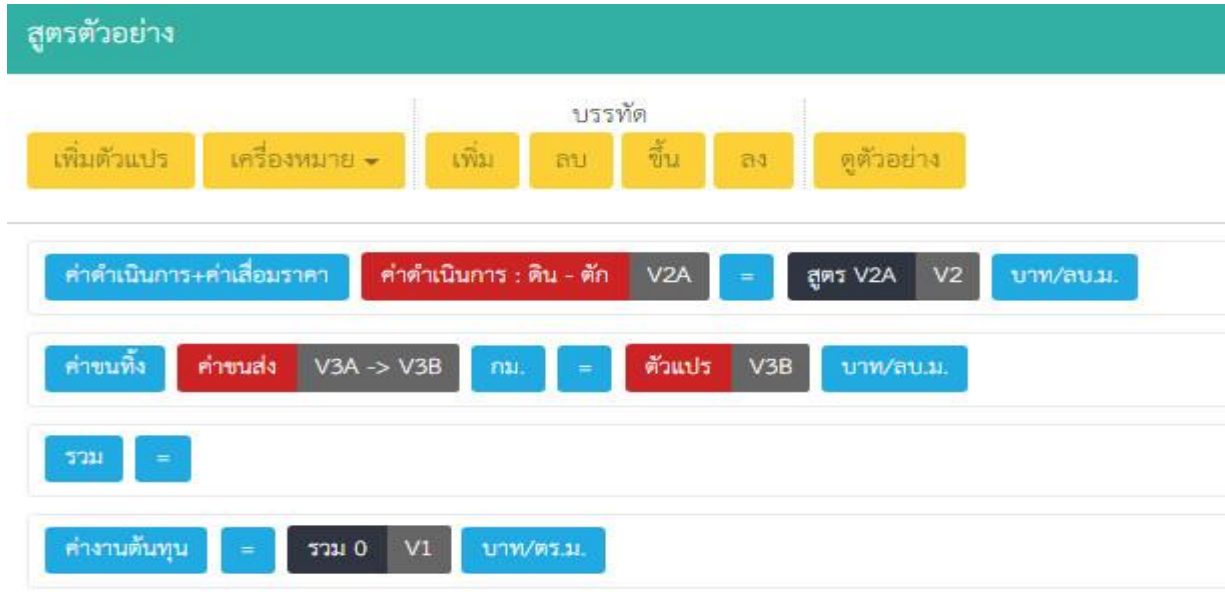 สูตรตัวอย่าง
บรรทัด
เพิ่มตัวแปร เครื่องหมาย เพิ่ม ลบ ขึ้น ลง ดูตัวอย่าง
ค่าดำเนินการ+ค่าเสื่อมราคา ค่าดำเนินการ : ดิน - ตัก V2A = สูตร V2A V2 บาท/ลบ.ม.
ค่าขนทิ้ง ค่าขนส่ง V3A -> V3B กม. = ตัวแปร V3B บาท/ลบ.ม.
รวม =
ค่างานต้นทุน = รวม 0 V1 บาท/ตร.ม.